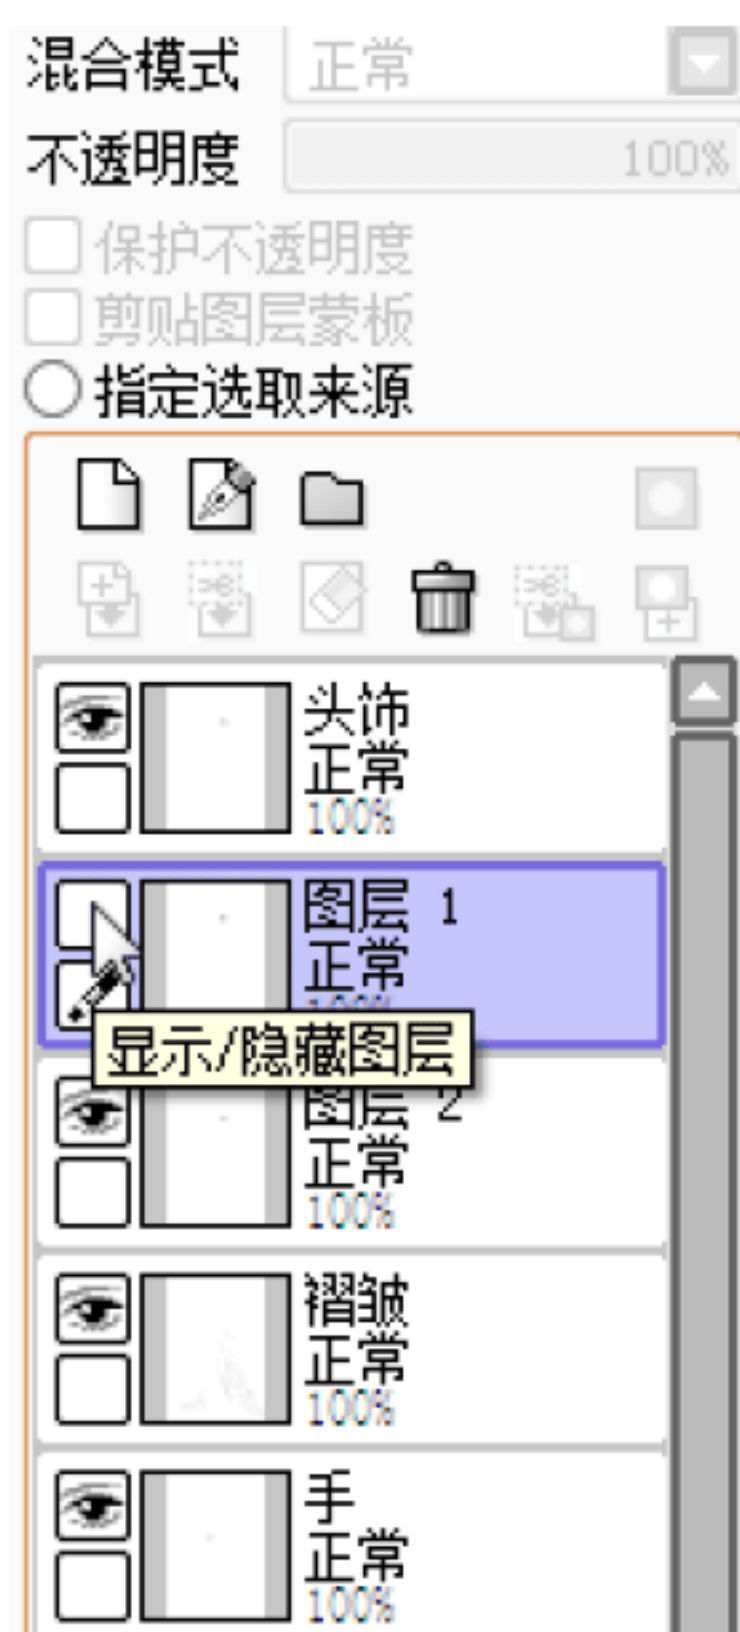 混合模式 正常
不透明度 100%
保护不透明度
剪贴图层蒙板
指定选取来源
头饰
正常
100%
图层 1
正常
100%
显示/隐藏图层
图层 2
正常
100%
褶皱
正常
100%
手
正常
100%